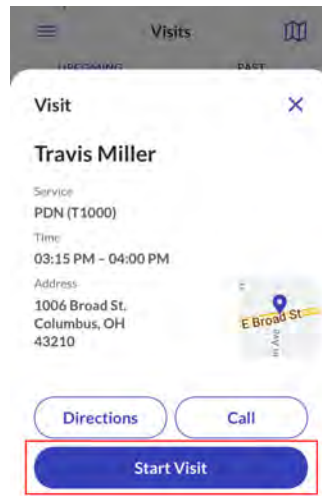 Visits
UPCOMING PAST
Visit
Travis Miller
Service
PDN (T1000)
Time
03:15 PM - 04:00 PM
Address
1006 Broad St.
Columbus, OH
43210
E Broad St
Ave
Directions Call
Start Visit